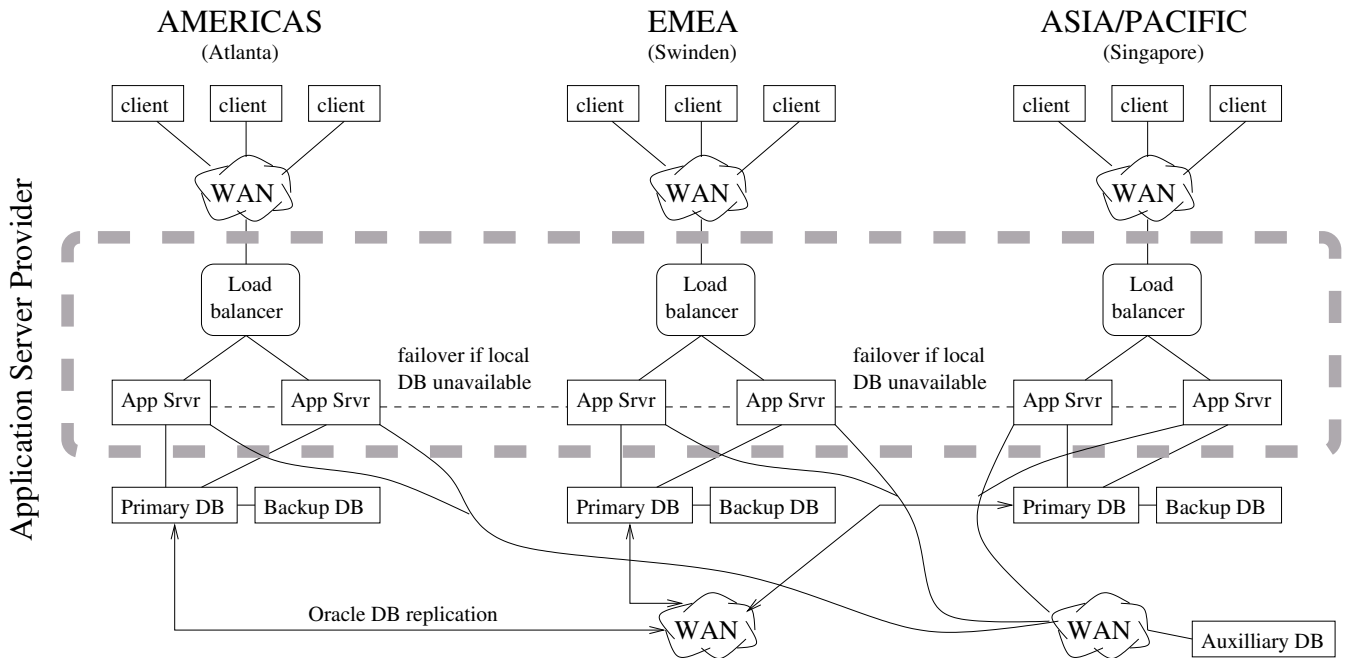 AMERICAS
(Atlanta)
EMEA
(Swinden)
ASIA/PACIFIC
(Singapore)
client
client
client
client
client
client
client
client
client
WAN
WAN
WAN
Application Server Provider
Load
balancer
Load
balancer
Load
balancer
failover if local
DB unavailable
failover if local
DB unavailable
App Srvr
App Srvr
App Srvr
App Srvr
App Srvr
App Srvr
Primary DB
Backup DB
Primary DB
Backup DB
Primary DB
Backup DB
Oracle DB replication
WAN
WAN
Auxilliary DB